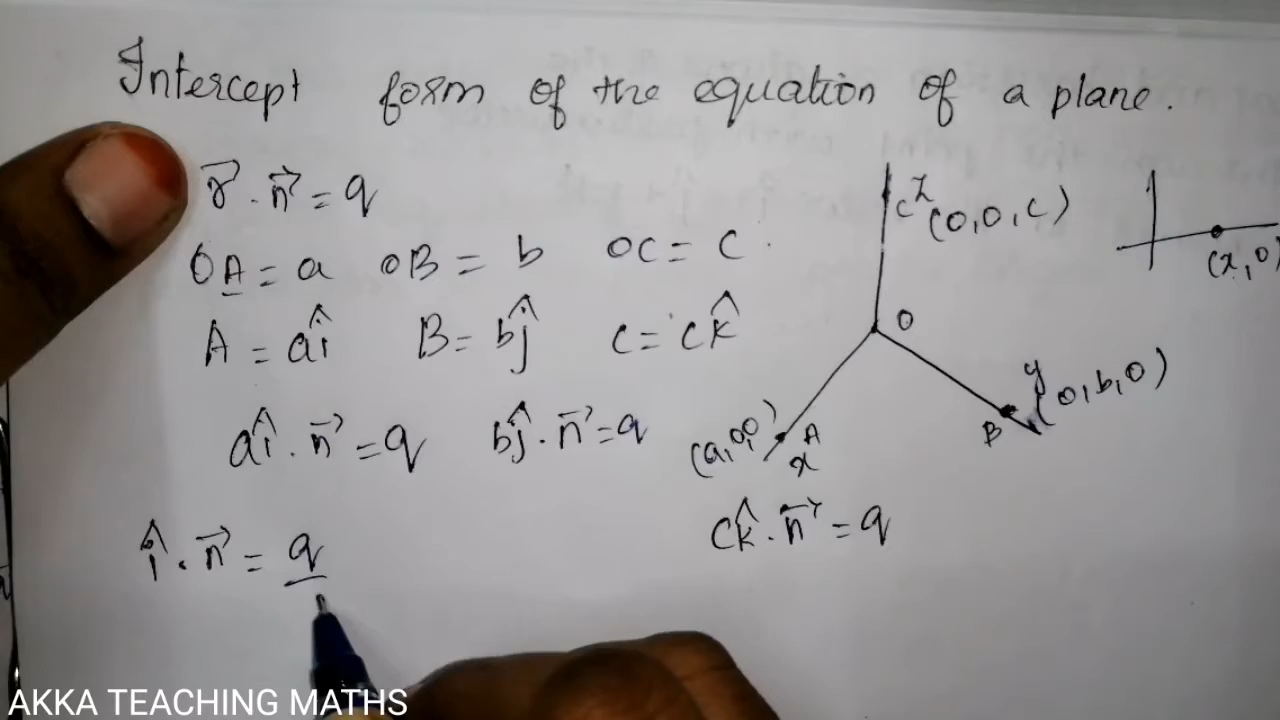 Intercept form of the equation of a plane.
r⃗ . n⃗ = q
OA = a OB = b OC = C
A = aî B = bĵ C = ck̂
aî . n⃗ = q bĵ . n⃗ = q
ck̂ . n⃗ = q
î . n⃗ = q
C z (0,0,c)
O
y (0,b,0)
B
(a,0,0) A
x
(x,0)
AKKA TEACHING MATHS